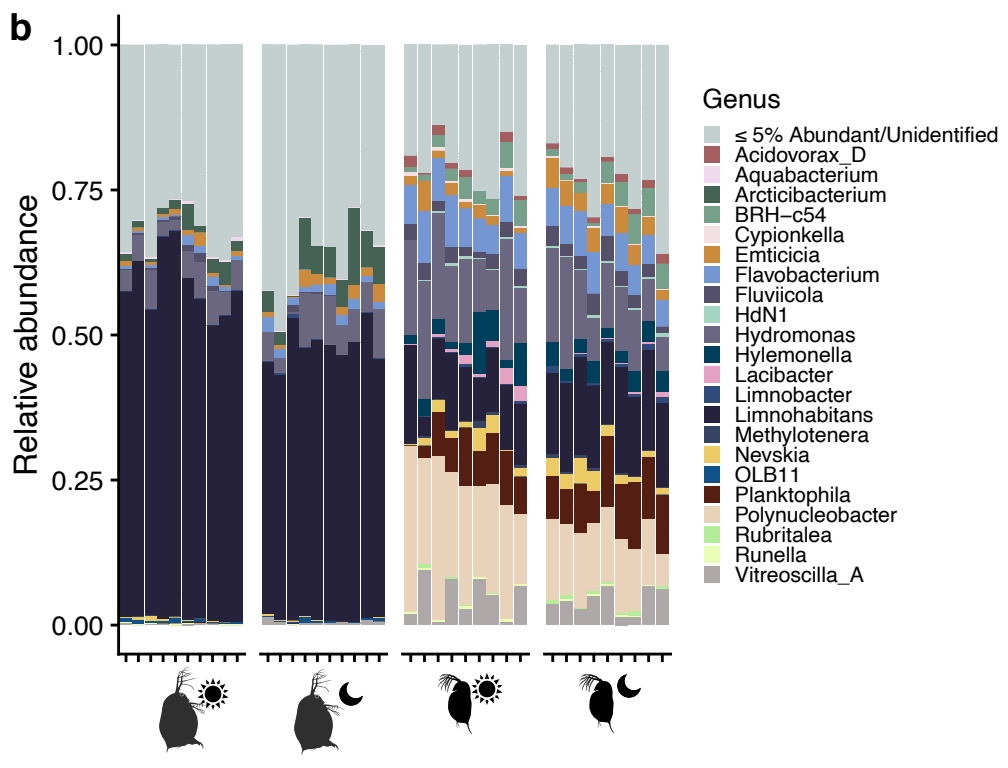 b
Relative abundance
1.00
0.75
0.50
0.25
0.00
Genus
≤ 5% Abundant/Unidentified
Acidovorax_D
Aquabacterium
Arcticibacterium
BRH−c54
Cypionkella
Emticicia
Flavobacterium
Fluviicola
HdN1
Hydromonas
Hylemonella
Lacibacter
Limnobacter
Limnohabitans
Methylotenera
Nevskia
OLB11
Planktophila
Polynucleobacter
Rubritalea
Runella
Vitreoscilla_A